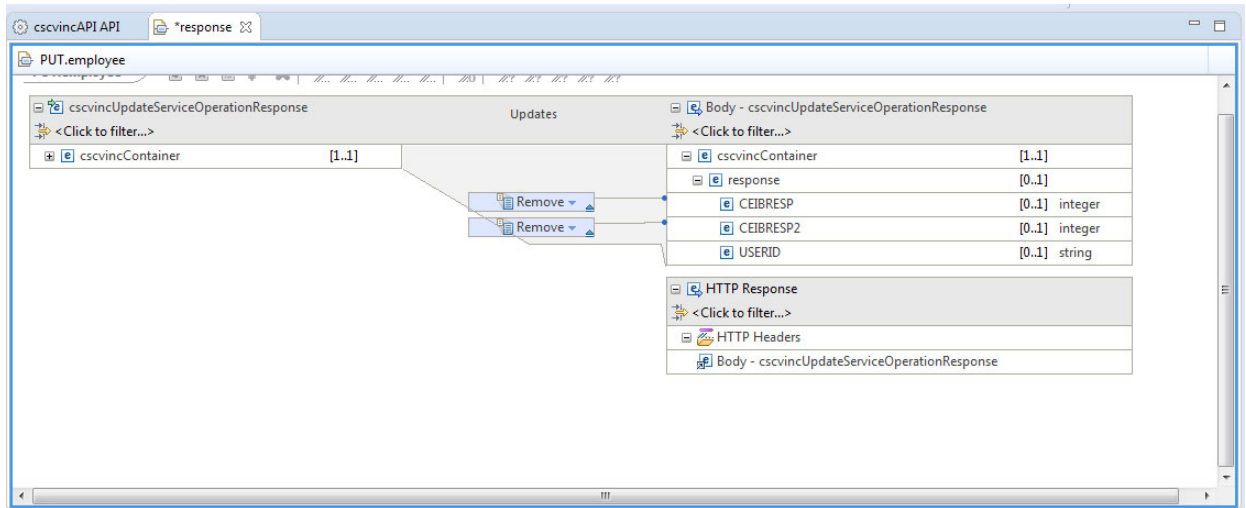 cscvincAPI API
*response
PUT.employee
cscvincUpdateServiceOperationResponse
<Click to filter...>
cscvincContainer [1..1]
Updates
Remove
Remove
Body - cscvincUpdateServiceOperationResponse
<Click to filter...>
cscvincContainer [1..1]
response [0..1]
CEIBRESP [0..1] integer
CEIBRESP2 [0..1] integer
USERID [0..1] string
HTTP Response
<Click to filter...>
HTTP Headers
Body - cscvincUpdateServiceOperationResponse